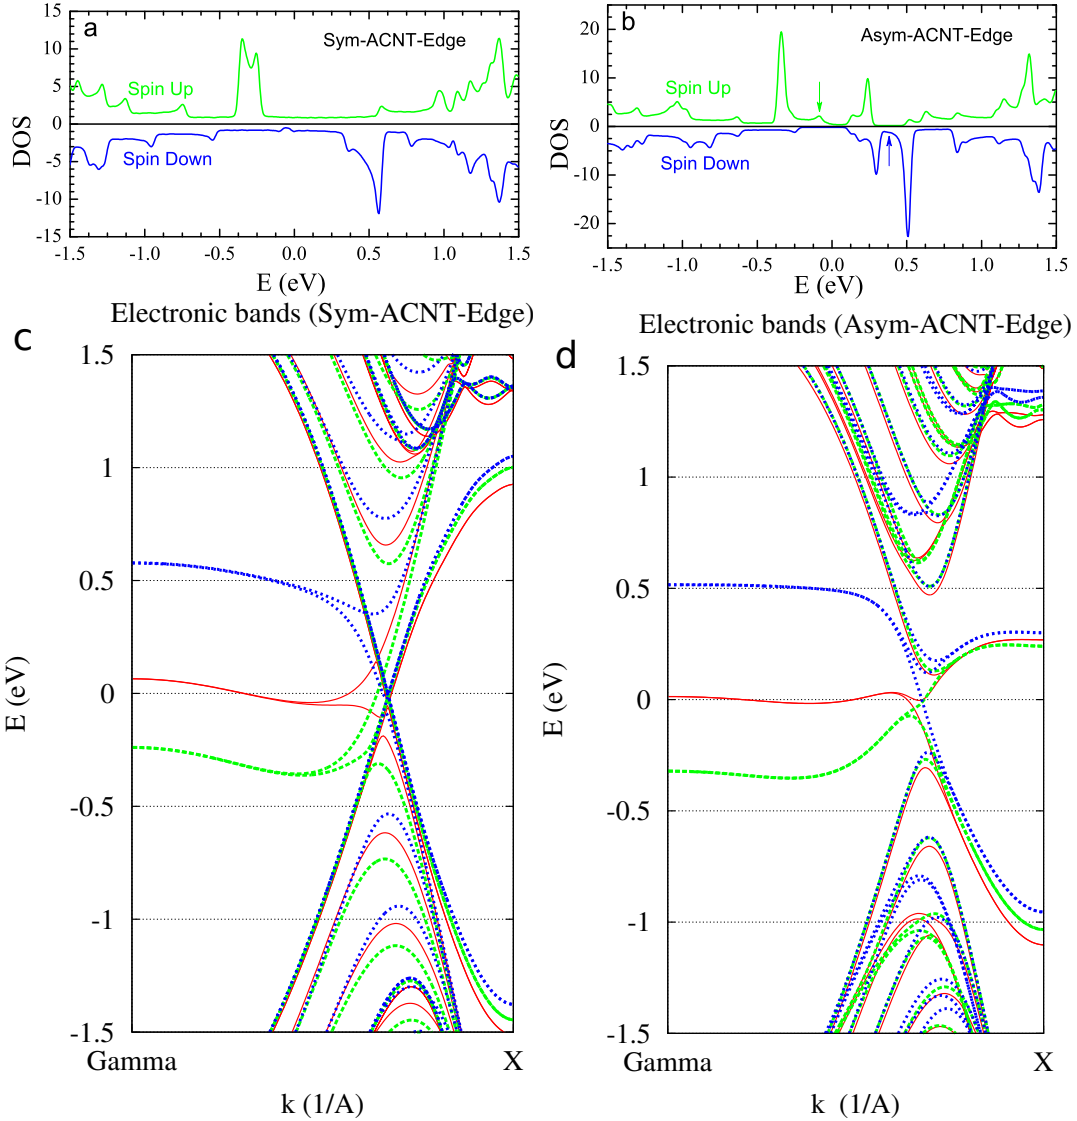 a
Sym-ACNT-Edge
Spin Up
Spin Down
DOS
15
10
5
0
-5
-10
-15
-1.5
-1.0
-0.5
0.0
0.5
1.0
1.5
E (eV)
b
Asym-ACNT-Edge
Spin Up
Spin Down
DOS
20
10
0
-10
-20
-1.5
-1.0
-0.5
0.0
0.5
1.0
1.5
E (eV)
Electronic bands (Sym-ACNT-Edge)
c
1.5
1
0.5
0
-0.5
-1
-1.5
E (eV)
Gamma
X
k (1/A)
Electronic bands (Asym-ACNT-Edge)
d
1.5
1
0.5
0
-0.5
-1
-1.5
E (eV)
Gamma
X
k (1/A)